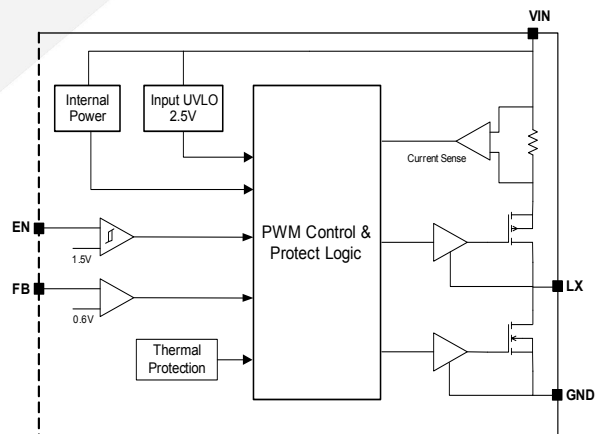 VIN
Internal
Power
Input UVLO
2.5V
Current Sense
EN
1.5V
PWM Control &
Protect Logic
FB
0.6V
LX
Thermal
Protection
GND